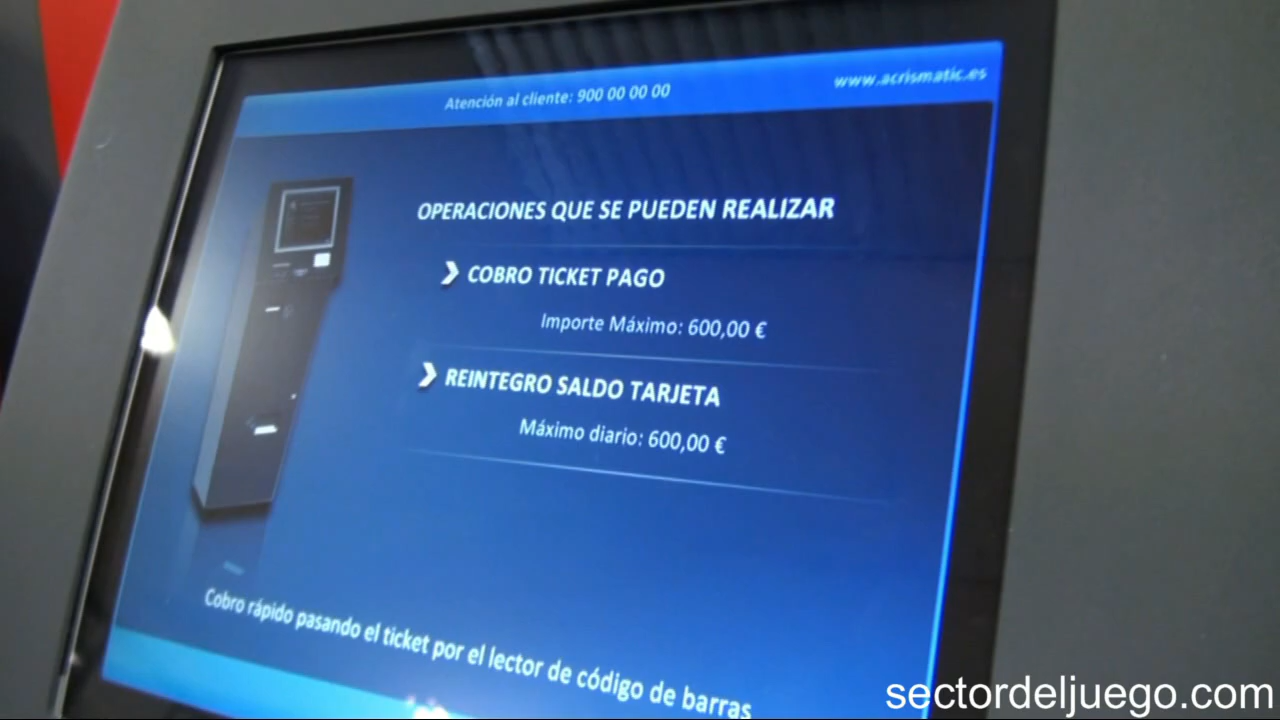 Atención al cliente: 900 00 00 00
www.acrismatic.es
OPERACIONES QUE SE PUEDEN REALIZAR
COBRO TICKET PAGO
Importe Máximo: 600,00 €
REINTEGRO SALDO TARJETA
Máximo diario: 600,00 €
Cobro rápido pasando el ticket por el lector de código de barras
sectordeljuego.com